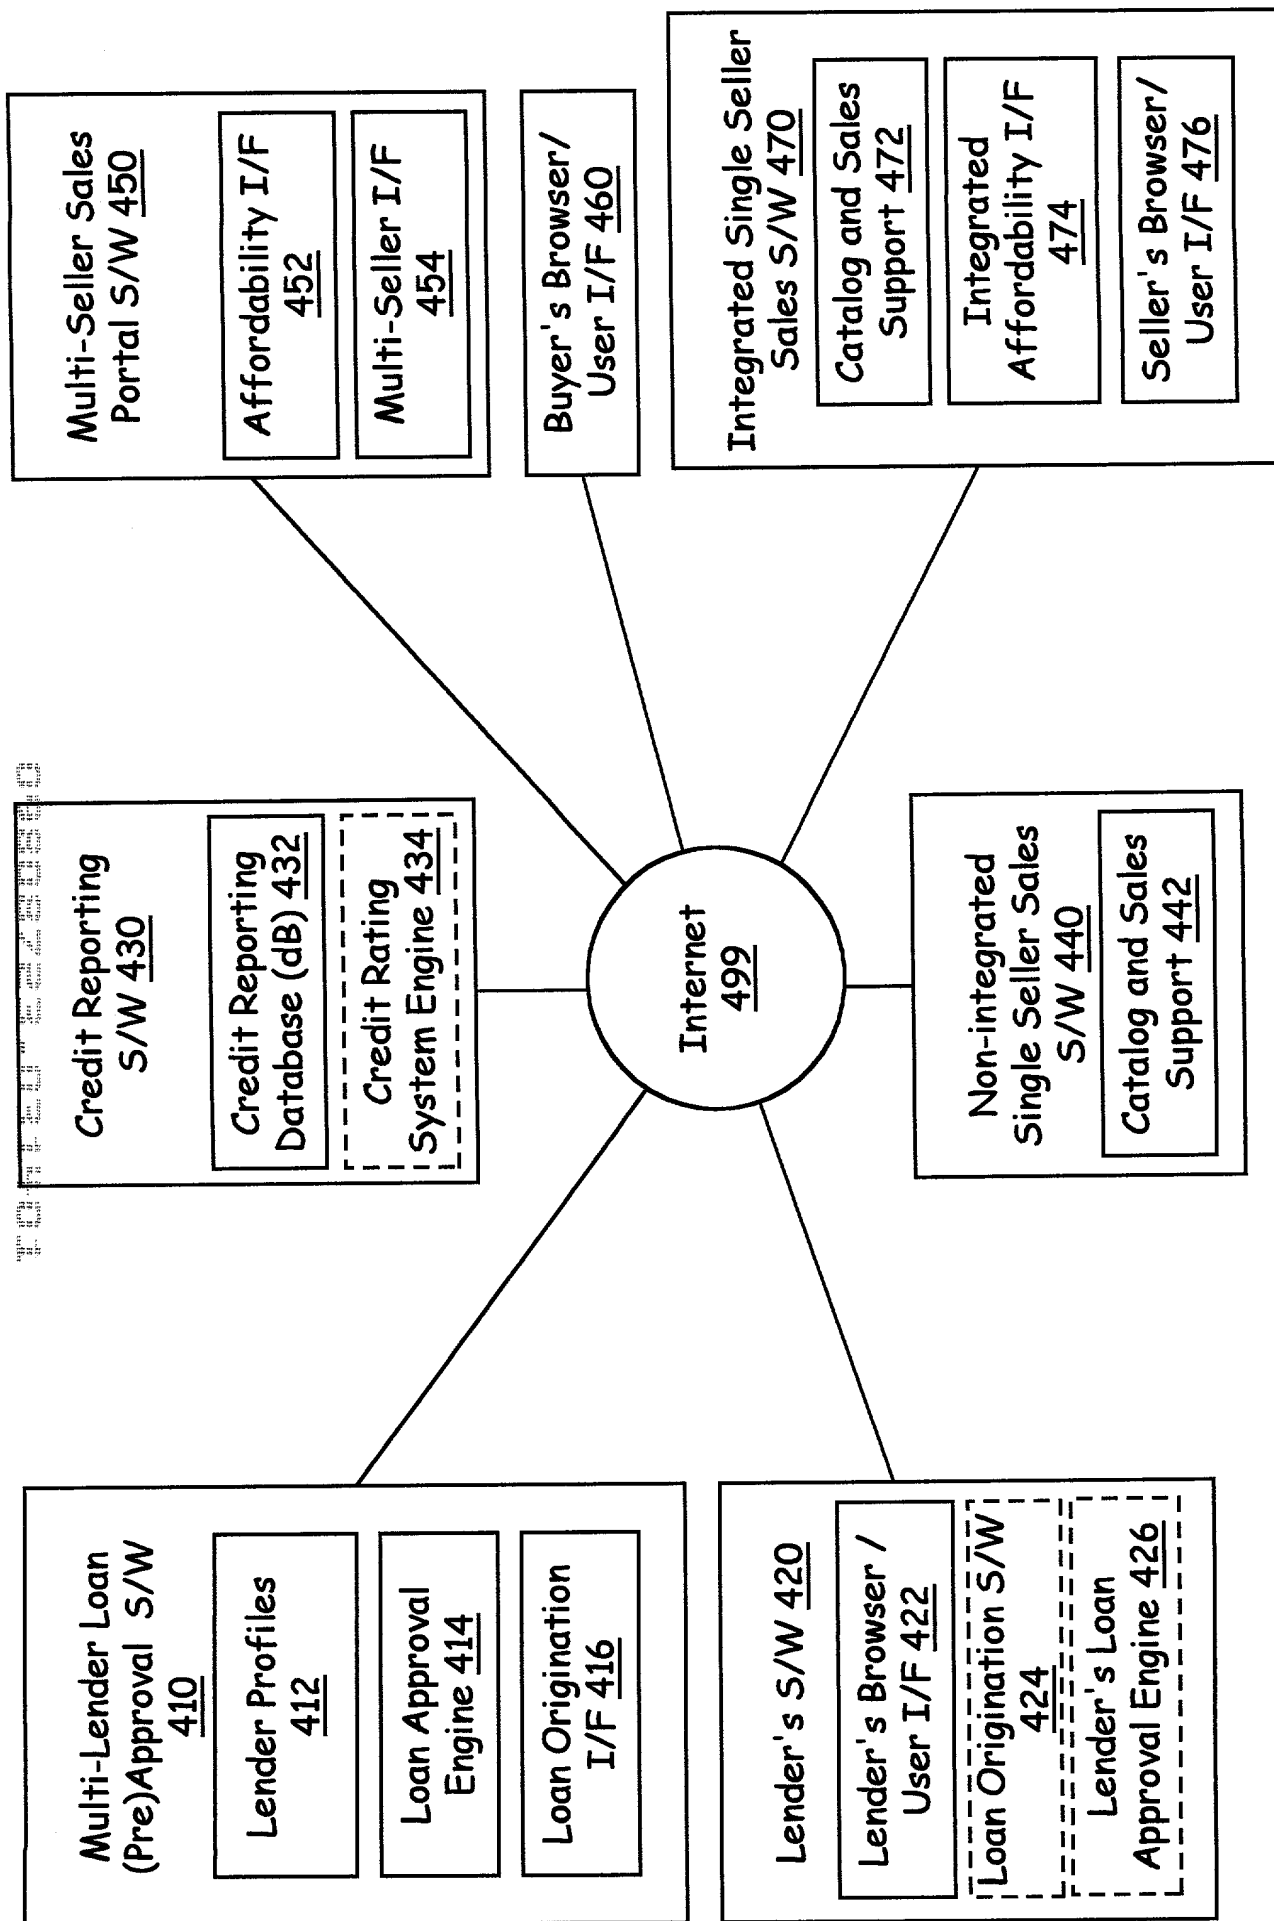 Multi-Lender Loan
(Pre)Approval S/W
410
Lender Profiles
412
Loan Approval
Engine 414
Loan Origination
I/F 416
Lender's S/W 420
Lender's Browser /
User I/F 422
Loan Origination S/W
424
Lender's Loan
Approval Engine 426
Credit Reporting
S/W 430
Credit Reporting
Database (dB) 432
Credit Rating
System Engine 434
Internet
499
Non-integrated
Single Seller Sales
S/W 440
Catalog and Sales
Support 442
Multi-Seller Sales
Portal S/W 450
Affordability I/F
452
Multi-Seller I/F
454
Buyer's Browser/
User I/F 460
Integrated Single Seller
Sales S/W 470
Catalog and Sales
Support 472
Integrated
Affordability I/F
474
Seller's Browser/
User I/F 476